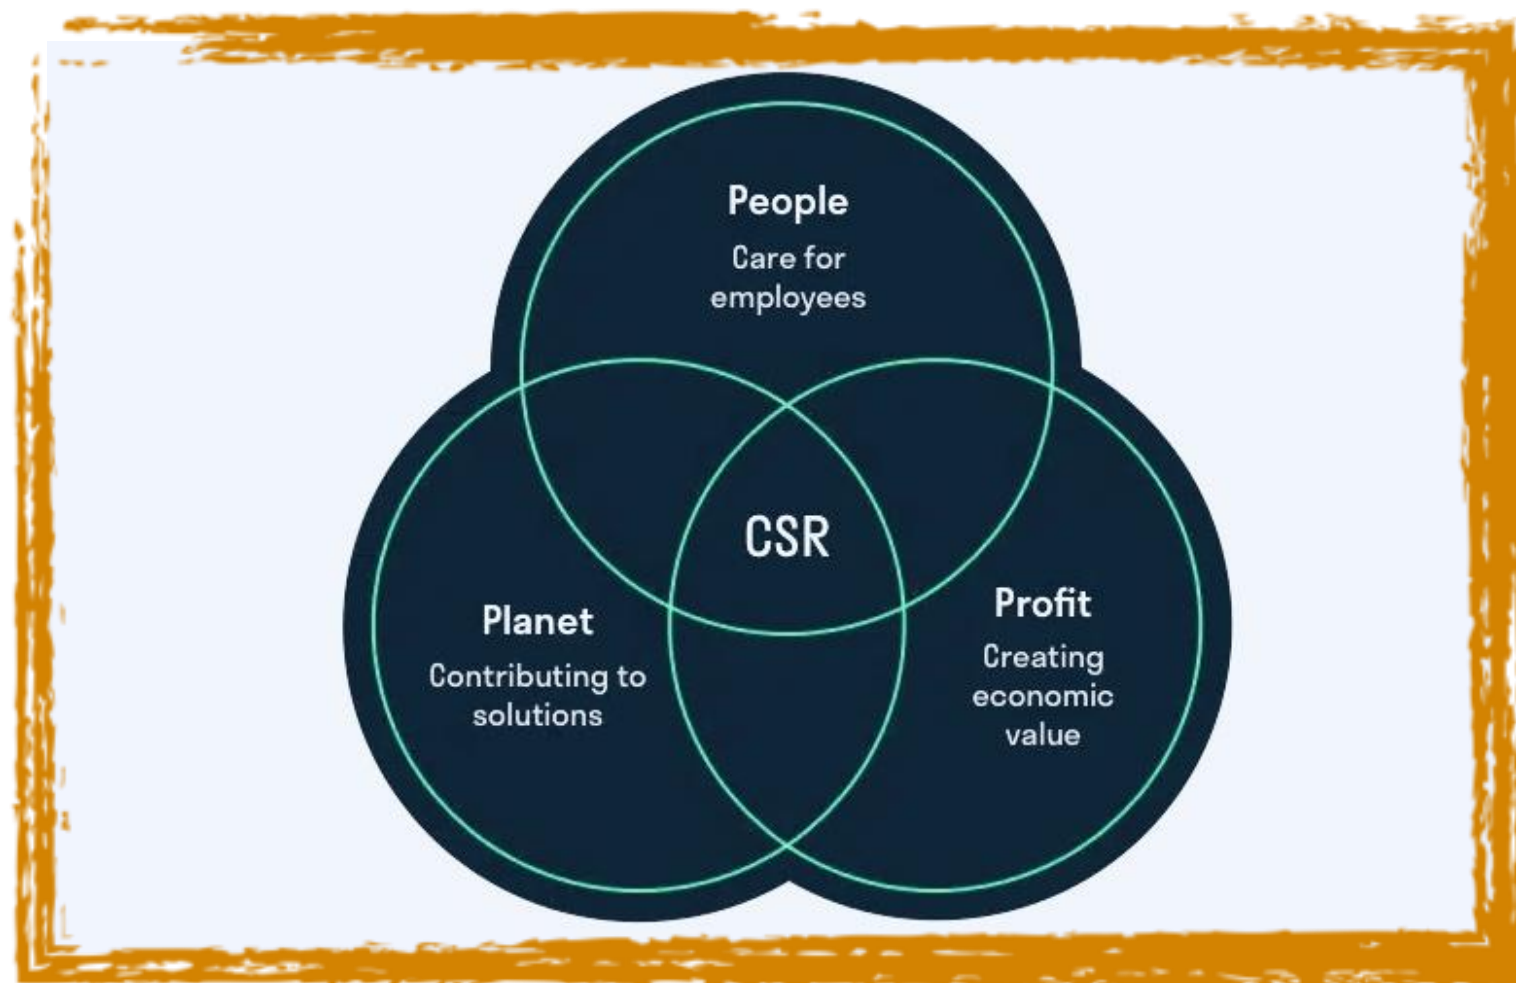 People
Care for
employees
CSR
Planet
Contributing to
solutions
Profit
Creating
economic
value